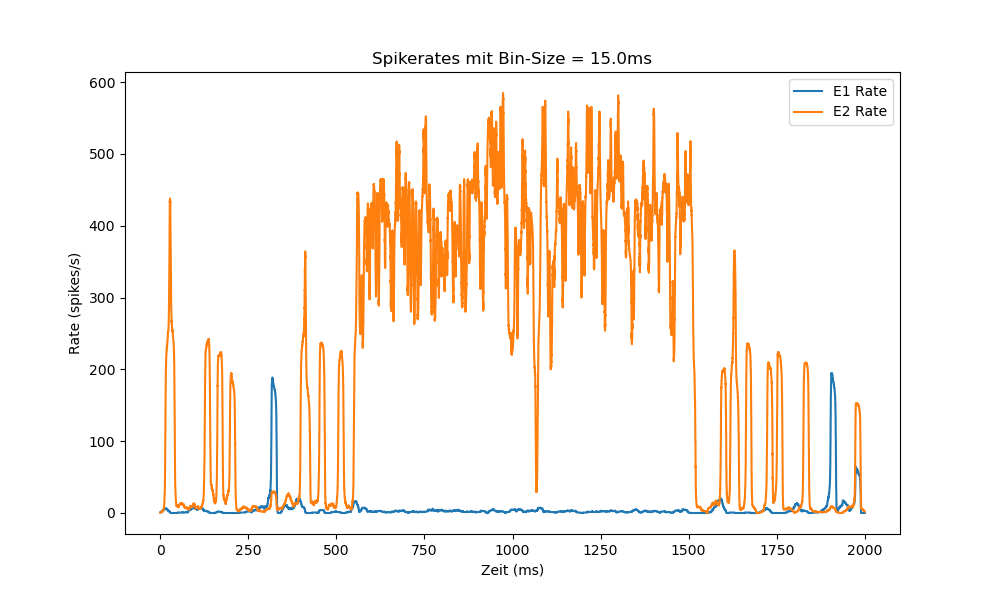 Spikerates mit Bin-Size = 15.0ms
E1 Rate
E2 Rate
600
500
400
300
200
100
0
Rate (spikes/s)
0 250 500 750 1000 1250 1500 1750 2000
Zeit (ms)